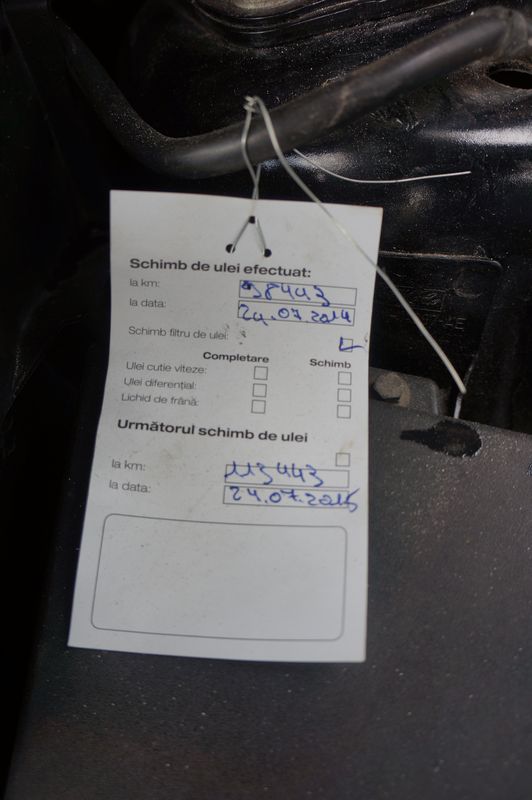 Schimb de ulei efectuat:
la km: 98443
la data: 24.07.2014
Schimb filtru de ulei:
Completare Schimb
Ulei cutie viteze:
Ulei diferenţial:
Lichid de frână:
Următorul schimb de ulei
la km: 113443
la data: 24.07.2015